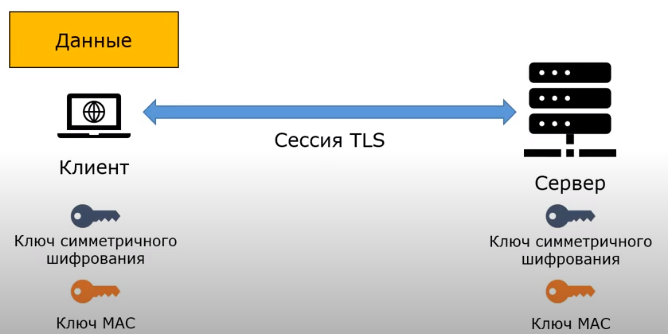 Данные
Сессия TLS
Клиент
Сервер
Ключ симметричного
шифрования
Ключ симметричного
шифрования
Ключ MAC
Ключ MAC